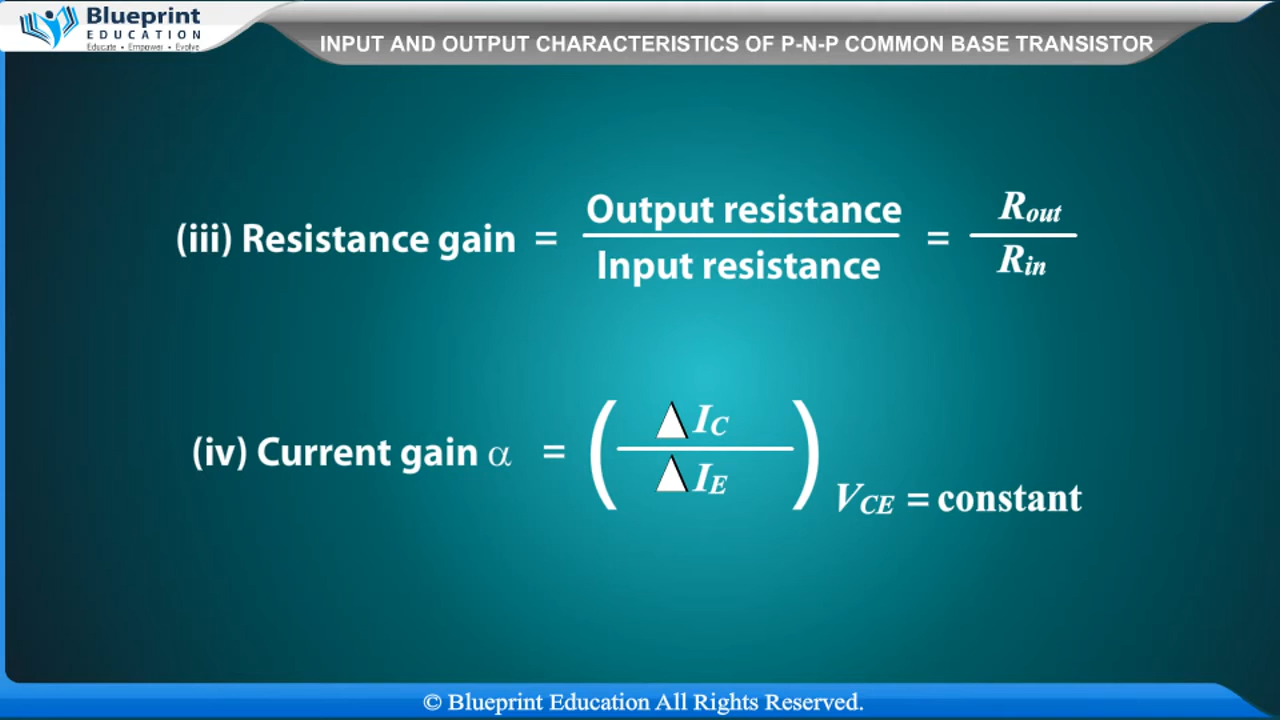 Blueprint
EDUCATION
Educate • Empower • Evolve
INPUT AND OUTPUT CHARACTERISTICS OF P-N-P COMMON BASE TRANSISTOR
(iii) Resistance gain = Output resistance / Input resistance = R_out / R_in
(iv) Current gain α = (Δ I_C / Δ I_E) V_CE = constant
© Blueprint Education All Rights Reserved.